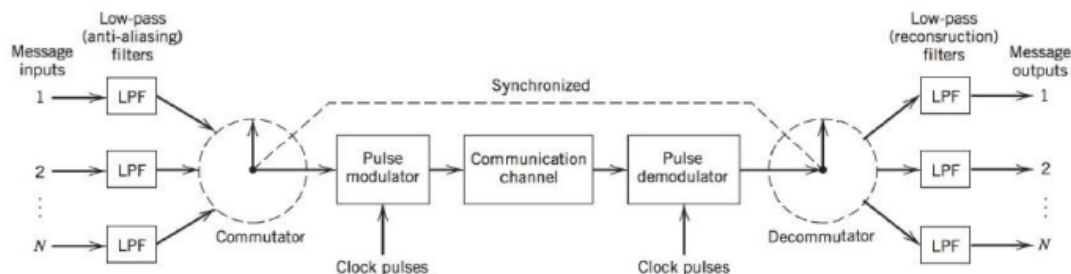 Low-pass
(anti-aliasing)
filters
Message
inputs
1
LPF
2
LPF
N
LPF
Commutator
Synchronized
Pulse
modulator
Clock pulses
Communication
channel
Pulse
demodulator
Clock pulses
Decommutator
Low-pass
(reconsruction)
filters
Message
outputs
LPF
1
LPF
2
LPF
N